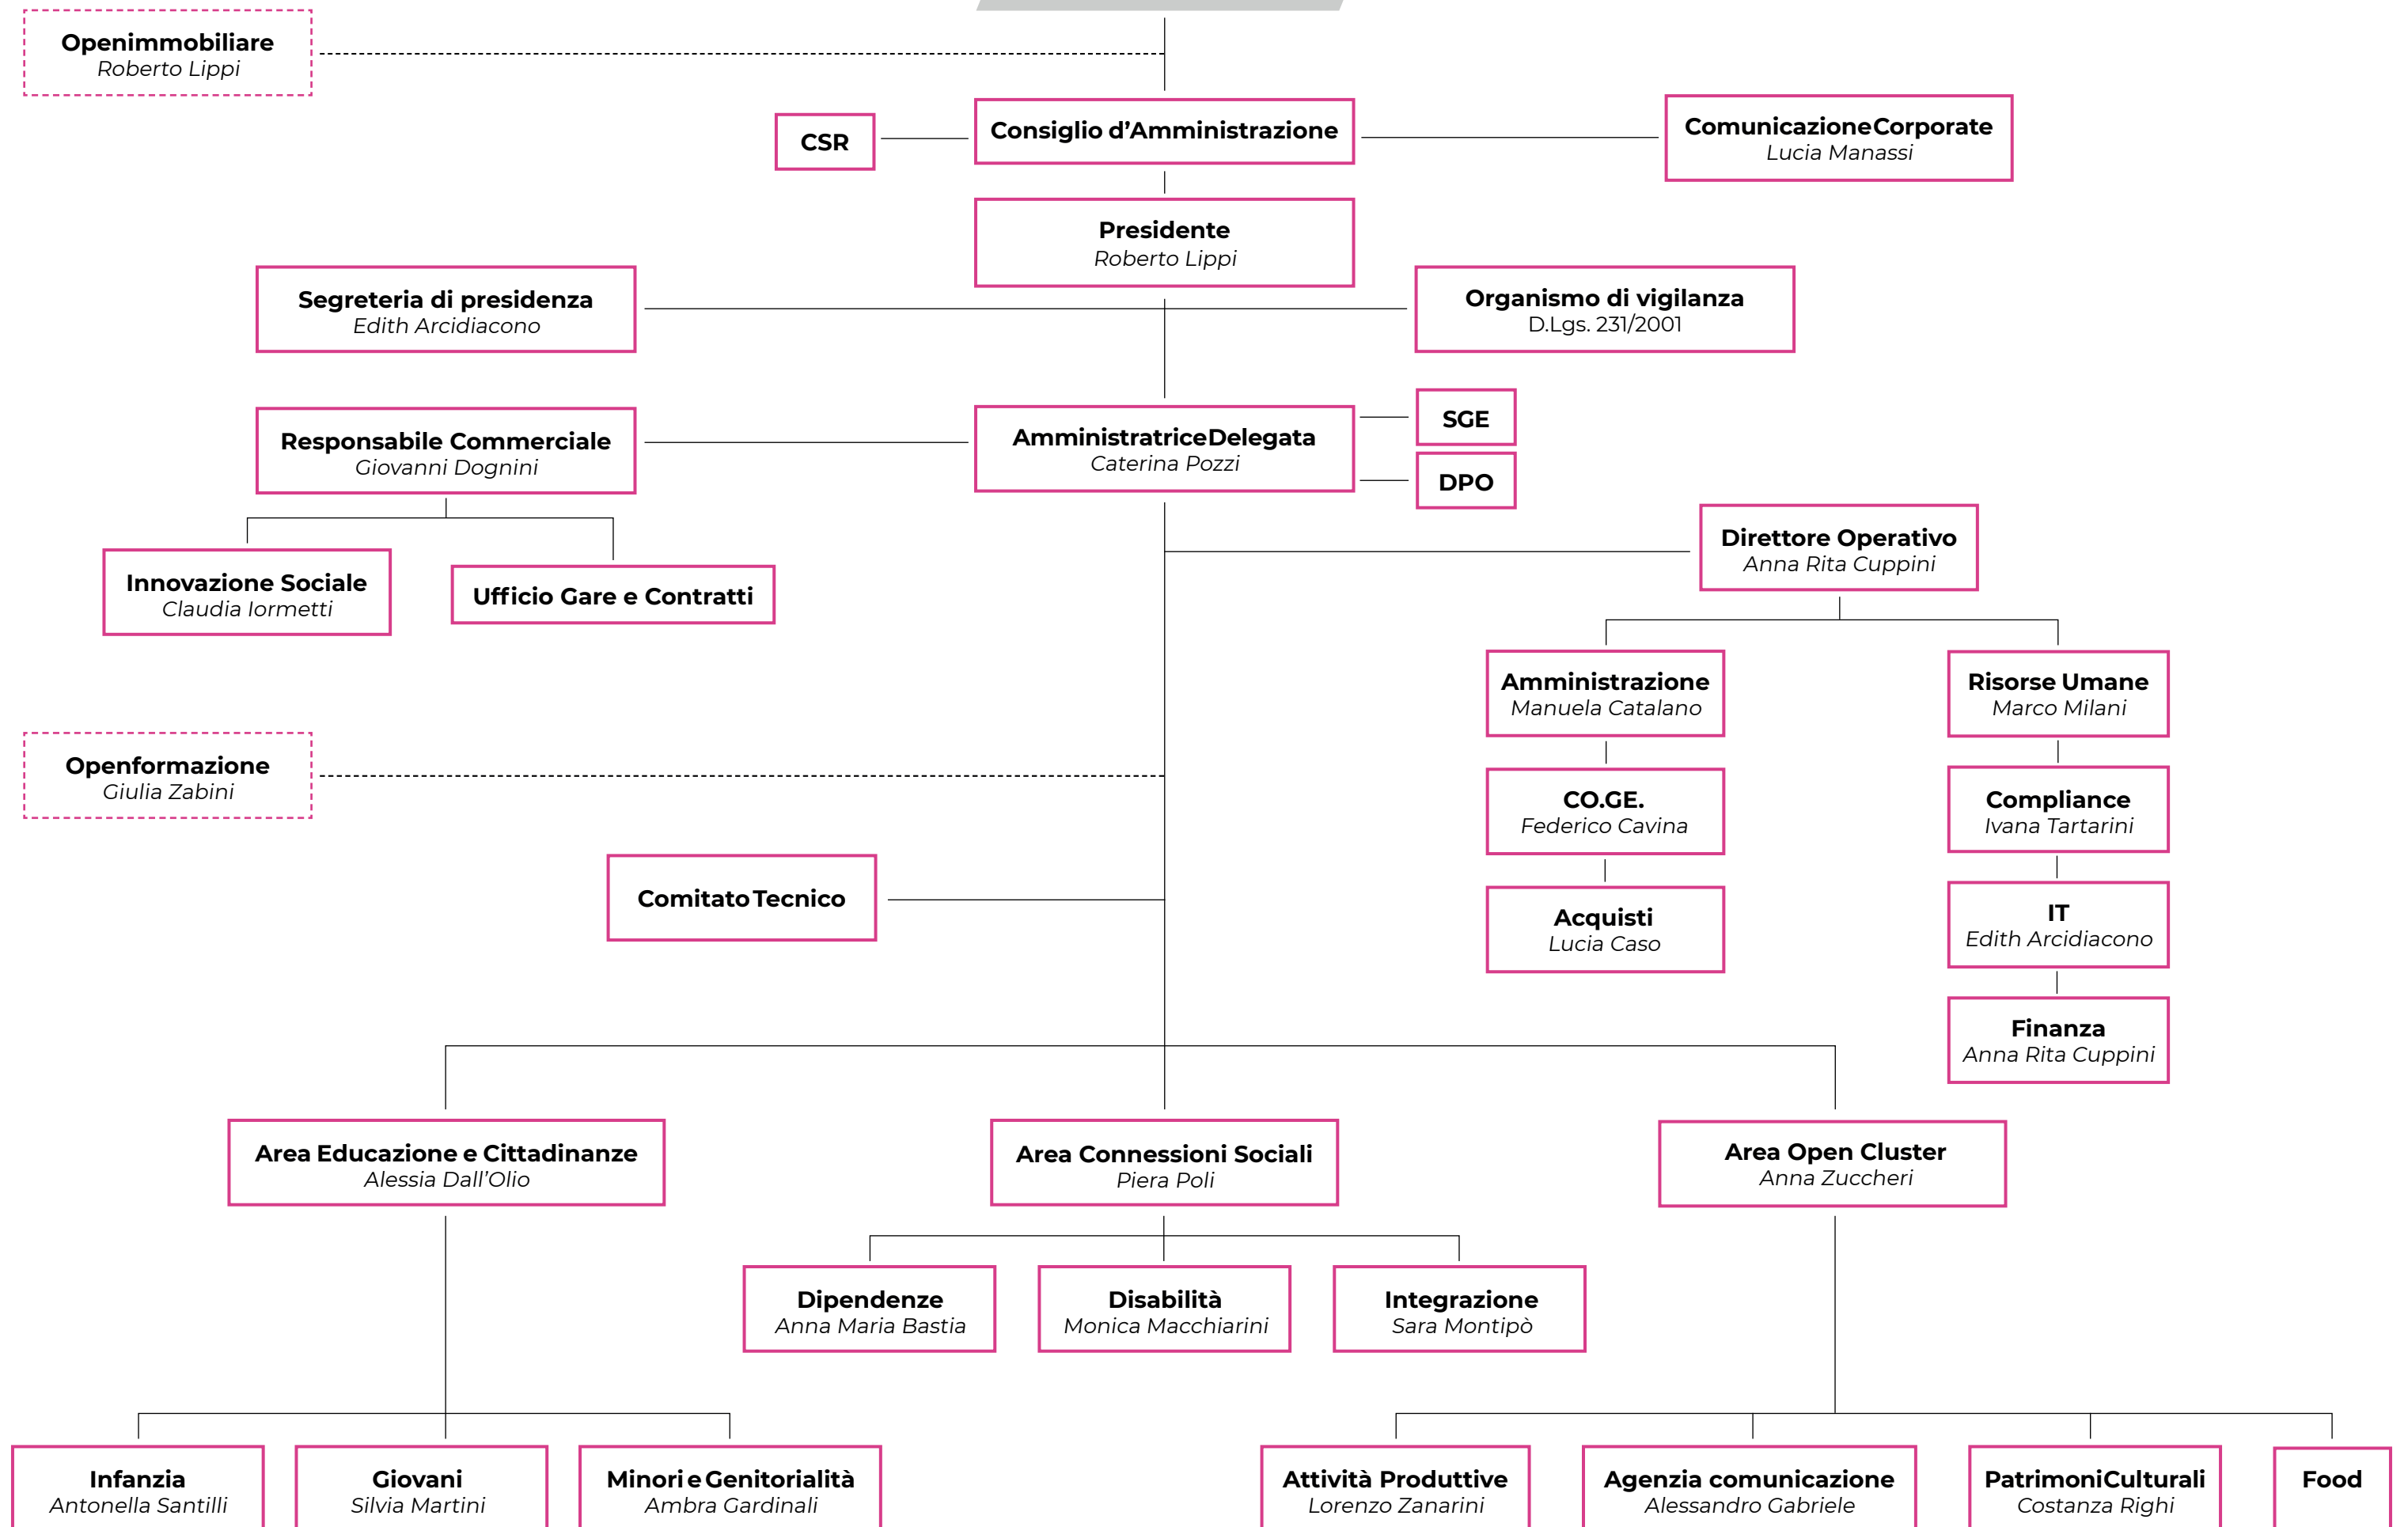 Openimmobiliare
Roberto Lippi
CSR
Consiglio d’Amministrazione
Comunicazione Corporate
Lucia Manassi
Presidente
Roberto Lippi
Segreteria di presidenza
Edith Arcidiacono
Organismo di vigilanza
D.Lgs. 231/2001
Responsabile Commerciale
Giovanni Dognini
Amministratrice Delegata
Caterina Pozzi
SGE
DPO
Direttore Operativo
Anna Rita Cuppini
Innovazione Sociale
Claudia Iormetti
Ufficio Gare e Contratti
Amministrazione
Manuela Catalano
Risorse Umane
Marco Milani
Openformazione
Giulia Zabini
CO.GE.
Federico Cavina
Compliance
Ivana Tartarini
Comitato Tecnico
Acquisti
Lucia Caso
IT
Edith Arcidiacono
Finanza
Anna Rita Cuppini
Area Educazione e Cittadinanze
Alessia Dall’Olio
Area Connessioni Sociali
Piera Poli
Area Open Cluster
Anna Zuccheri
Dipendenze
Anna Maria Bastia
Disabilità
Monica Macchiarini
Integrazione
Sara Montipò
Infanzia
Antonella Santilli
Giovani
Silvia Martini
Minori e Genitorialità
Ambra Gardinali
Attività Produttive
Lorenzo Zanarini
Agenzia comunicazione
Alessandro Gabriele
Patrimoni Culturali
Costanza Righi
Food